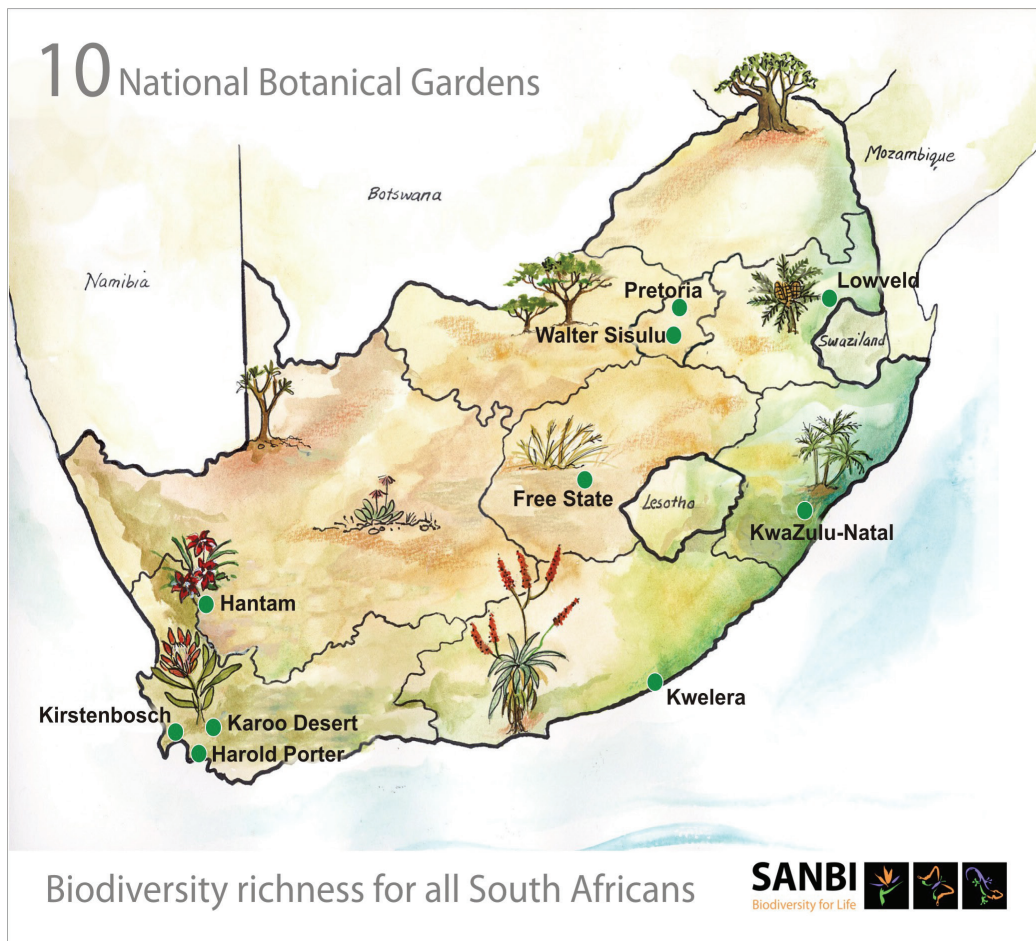 10 National Botanical Gardens
Mozambique
Botswana
Namibia
Pretoria
Lowveld
Walter Sisulu
Swaziland
Free State
Lesotho
KwaZulu-Natal
Hantam
Kwelera
Kirstenbosch
Karoo Desert
Harold Porter
Biodiversity richness for all South Africans
SANBI
Biodiversity for Life